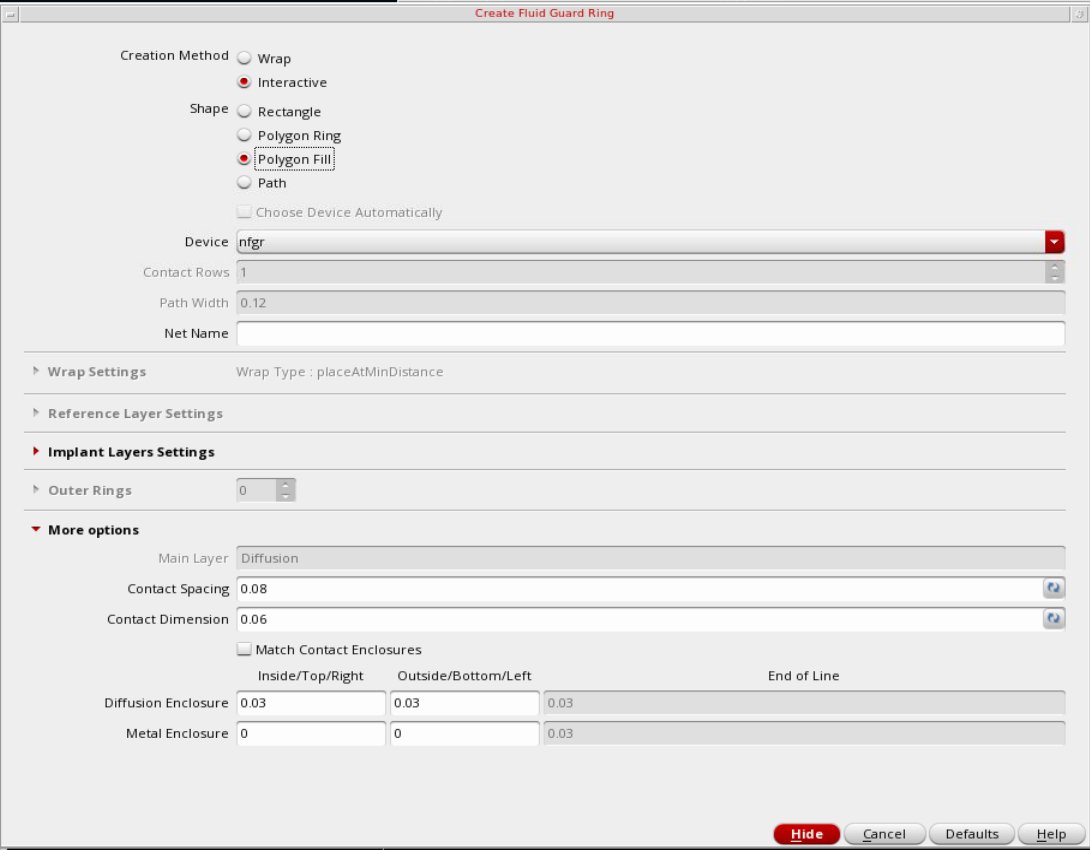 Create Fluid Guard Ring
Creation Method Wrap
Interactive
Shape Rectangle
Polygon Ring
Polygon Fill
Path
Choose Device Automatically
Device nfgr
Contact Rows 1
Path Width 0.12
Net Name
Wrap Settings Wrap Type : placeAtMinDistance
Reference Layer Settings
Implant Layers Settings
Outer Rings 0
More options
Main Layer Diffusion
Contact Spacing 0.08
Contact Dimension 0.06
Match Contact Enclosures
Inside/Top/Right Outside/Bottom/Left End of Line
Diffusion Enclosure 0.03 0.03 0.03
Metal Enclosure 0 0 0.03
Hide Cancel Defaults Help